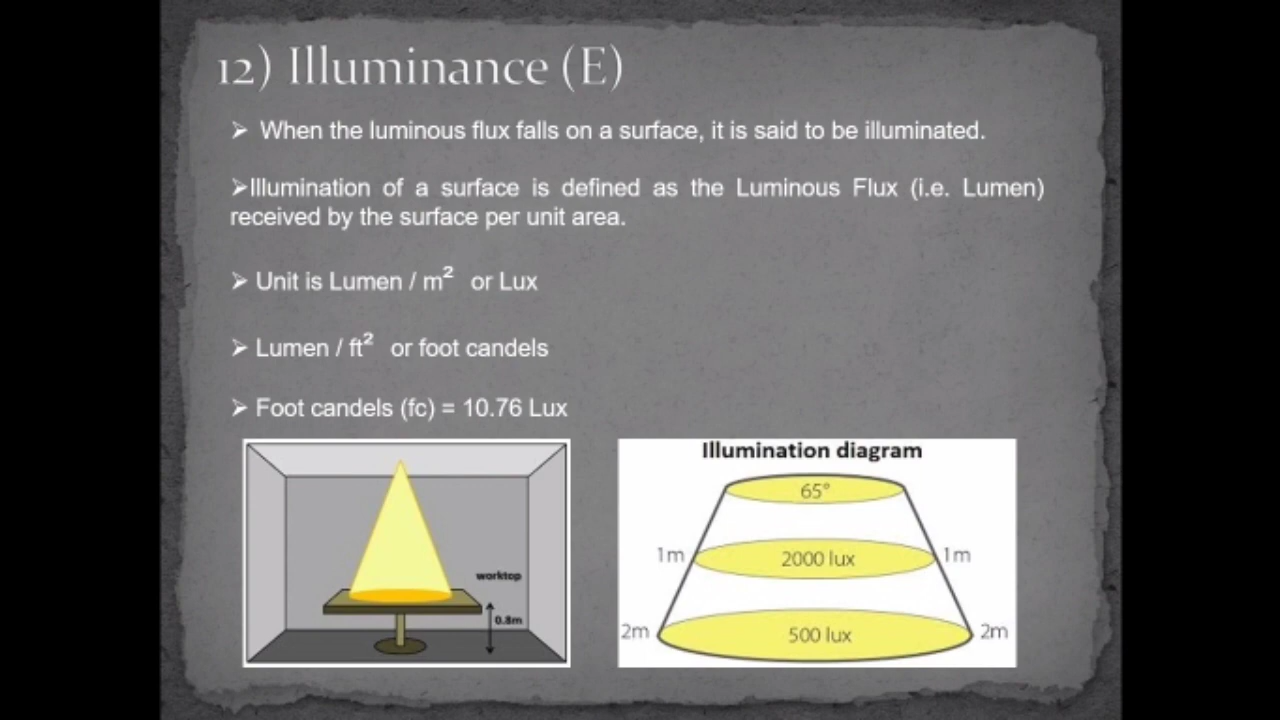 12) Illuminance (E)
➢ When the luminous flux falls on a surface, it is said to be illuminated.
➢Illumination of a surface is defined as the Luminous Flux (i.e. Lumen)
received by the surface per unit area.
➢ Unit is Lumen / m² or Lux
➢ Lumen / ft² or foot candels
➢ Foot candels (fc) = 10.76 Lux
worktop
0.8m
Illumination diagram
65°
1m 2000 lux 1m
2m 500 lux 2m